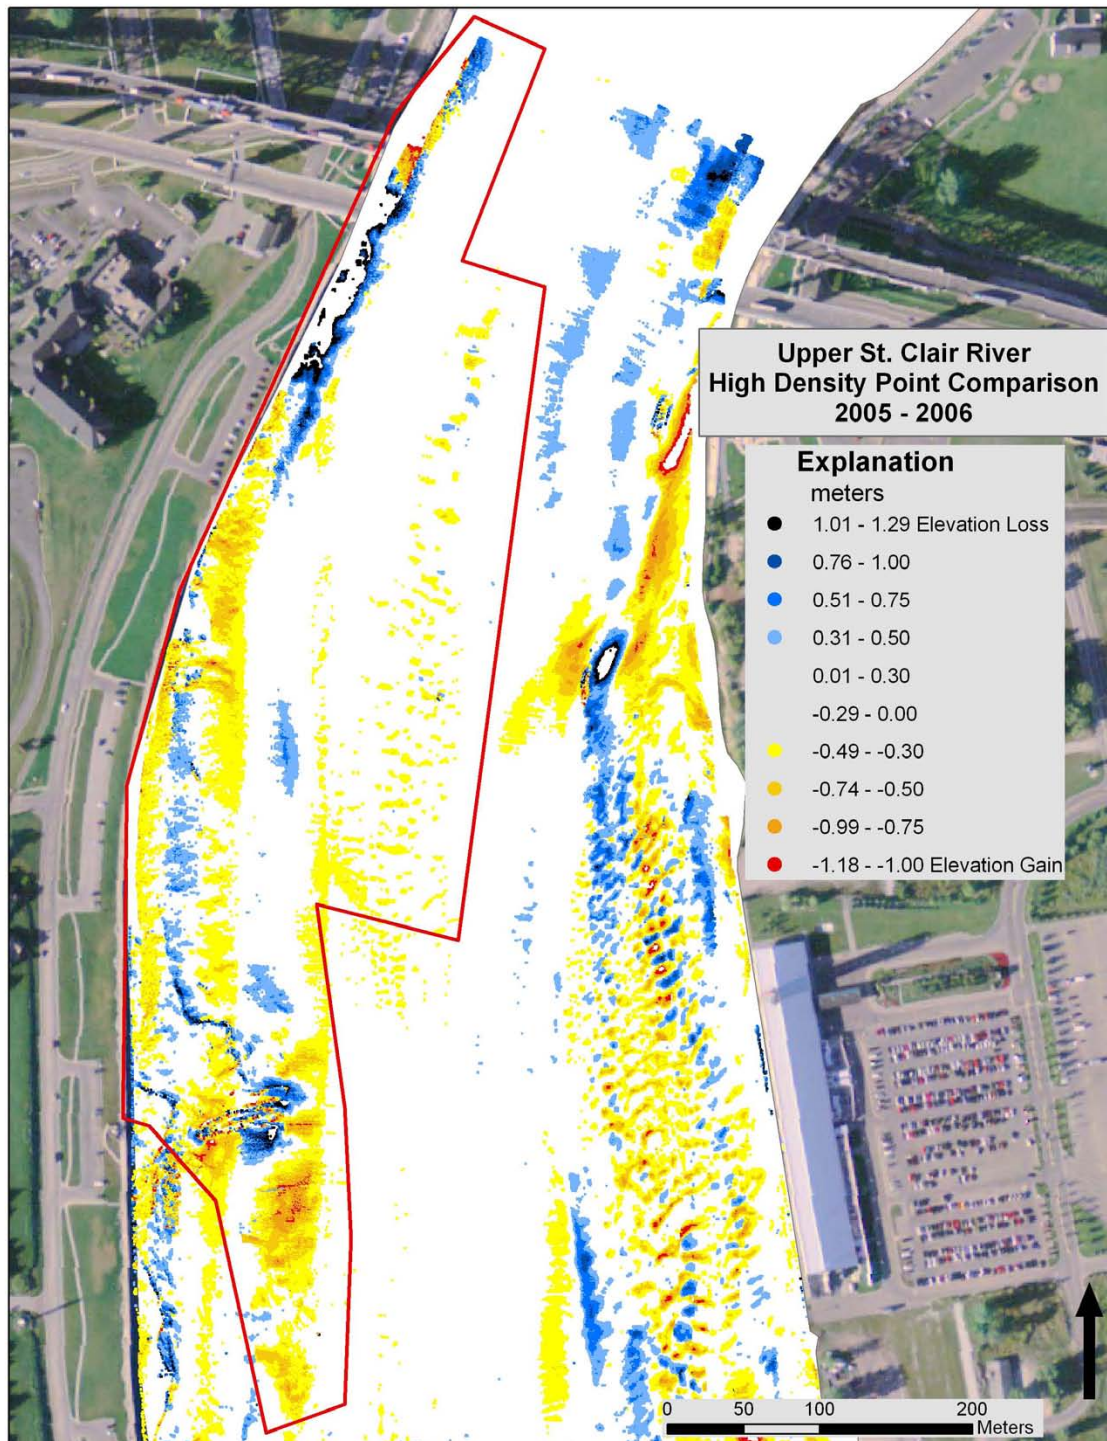 Upper St. Clair River
High Density Point Comparison
2005 - 2006
Explanation
meters
1.01 - 1.29 Elevation Loss
0.76 - 1.00
0.51 - 0.75
0.31 - 0.50
0.01 - 0.30
-0.29 - 0.00
-0.49 - -0.30
-0.74 - -0.50
-0.99 - -0.75
-1.18 - -1.00 Elevation Gain
0 50 100 200
Meters